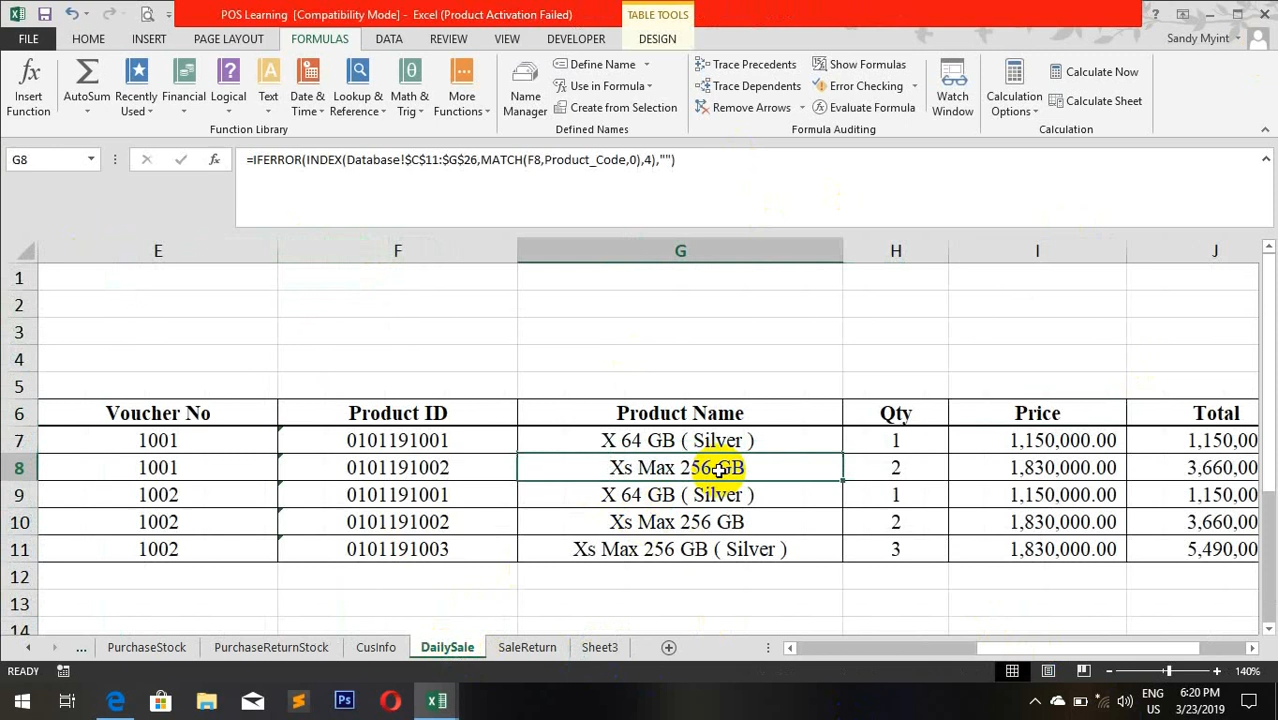 POS Learning [Compatibility Mode] - Excel (Product Activation Failed)
TABLE TOOLS
FILE HOME INSERT PAGE LAYOUT FORMULAS DATA REVIEW VIEW DEVELOPER DESIGN
Sandy Myint
Insert Function
AutoSum
Recently Used
Financial
Logical
Text
Date & Time
Lookup & Reference
Math & Trig
More Functions
Function Library
Name Manager
Define Name
Use in Formula
Create from Selection
Defined Names
Trace Precedents
Trace Dependents
Remove Arrows
Show Formulas
Error Checking
Evaluate Formula
Formula Auditing
Watch Window
Calculation Options
Calculate Now
Calculate Sheet
Calculation
G8
=IFERROR(INDEX(Database!$C$11:$G$26,MATCH(F8,Product_Code,0),4),"")
E F G H I J
1
2
3
4
5
6 Voucher No Product ID Product Name Qty Price Total
7 1001 0101191001 X 64 GB ( Silver ) 1 1,150,000.00 1,150,00
8 1001 0101191002 Xs Max 256 GB 2 1,830,000.00 3,660,00
9 1002 0101191001 X 64 GB ( Silver ) 1 1,150,000.00 1,150,00
10 1002 0101191002 Xs Max 256 GB 2 1,830,000.00 3,660,00
11 1002 0101191003 Xs Max 256 GB ( Silver ) 3 1,830,000.00 5,490,00
12
13
14
... PurchaseStock PurchaseReturnStock CusInfo DailySale SaleReturn Sheet3
READY
140%
ENG 6:20 PM
US 3/23/2019